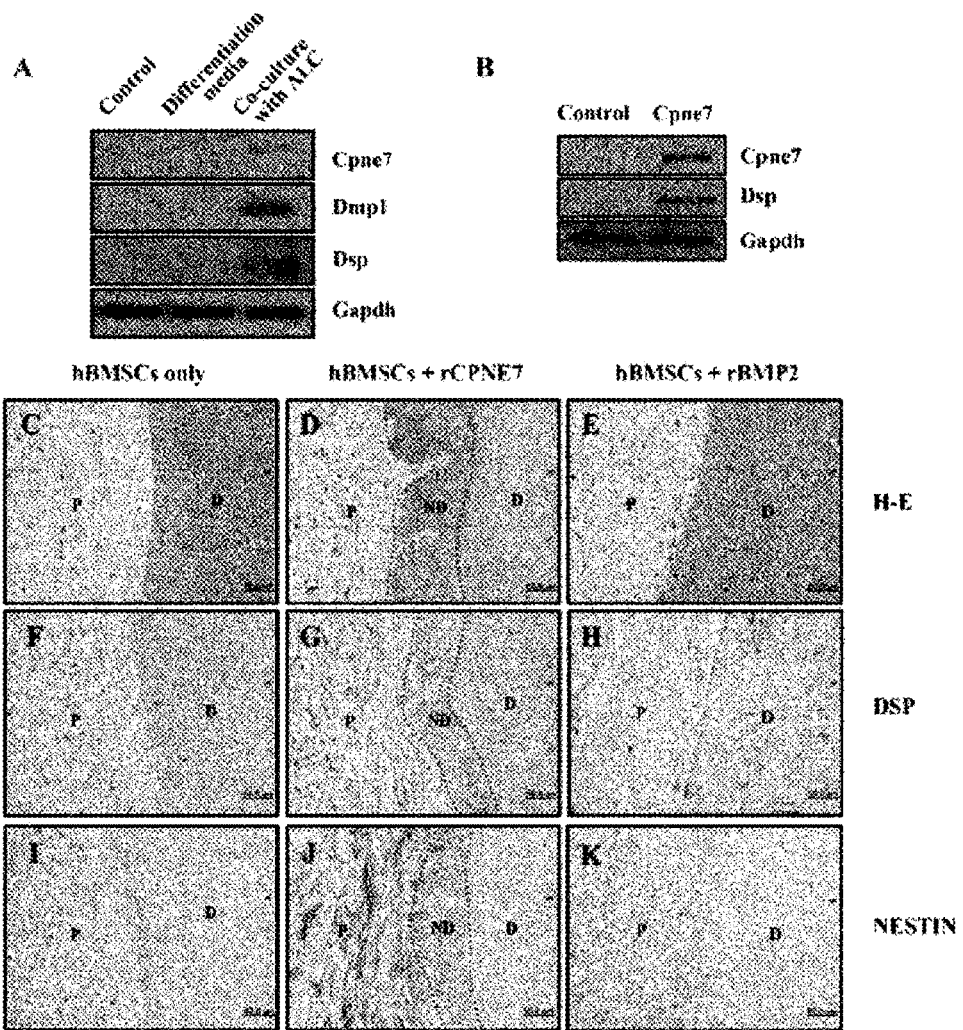 A
Control
Differentiation
media
Co-culture
with ALC
Cpne7
Dmp1
Dsp
Gapdh
B
Control Cpne7
Cpne7
Dsp
Gapdh
hBMSCs only
hBMSCs + rCPNE7
hBMSCs + rBMP2
C
P
D
D
P
ND
D
E
P
D
H-E
F
P
D
G
P
ND
D
H
P
D
DSP
I
P
D
J
P
ND
D
K
P
D
NESTIN